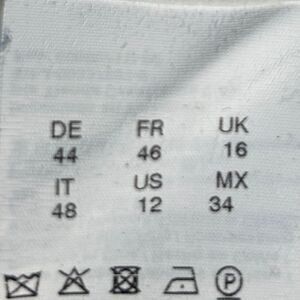 DE FR UK
44 46 16
IT US MX
48 12 34
P